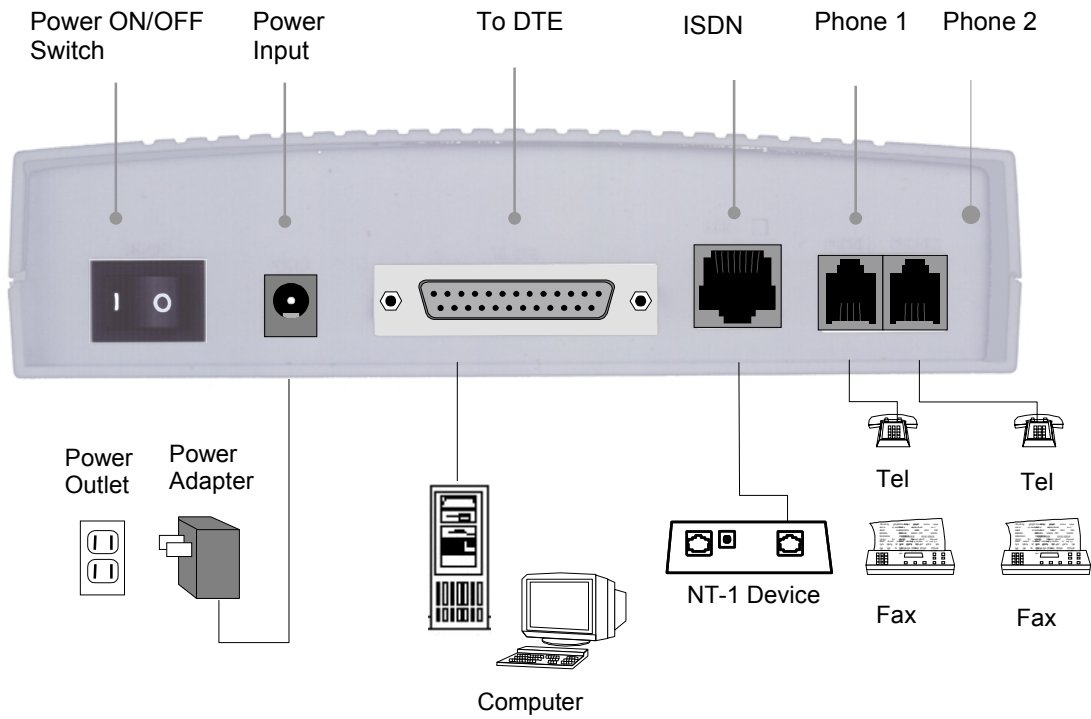 Power ON/OFF
Switch
Power
Input
To DTE
ISDN
Phone 1
Phone 2
I O
Power
Outlet
Power
Adapter
Tel
Tel
NT-1 Device
Fax
Fax
Computer